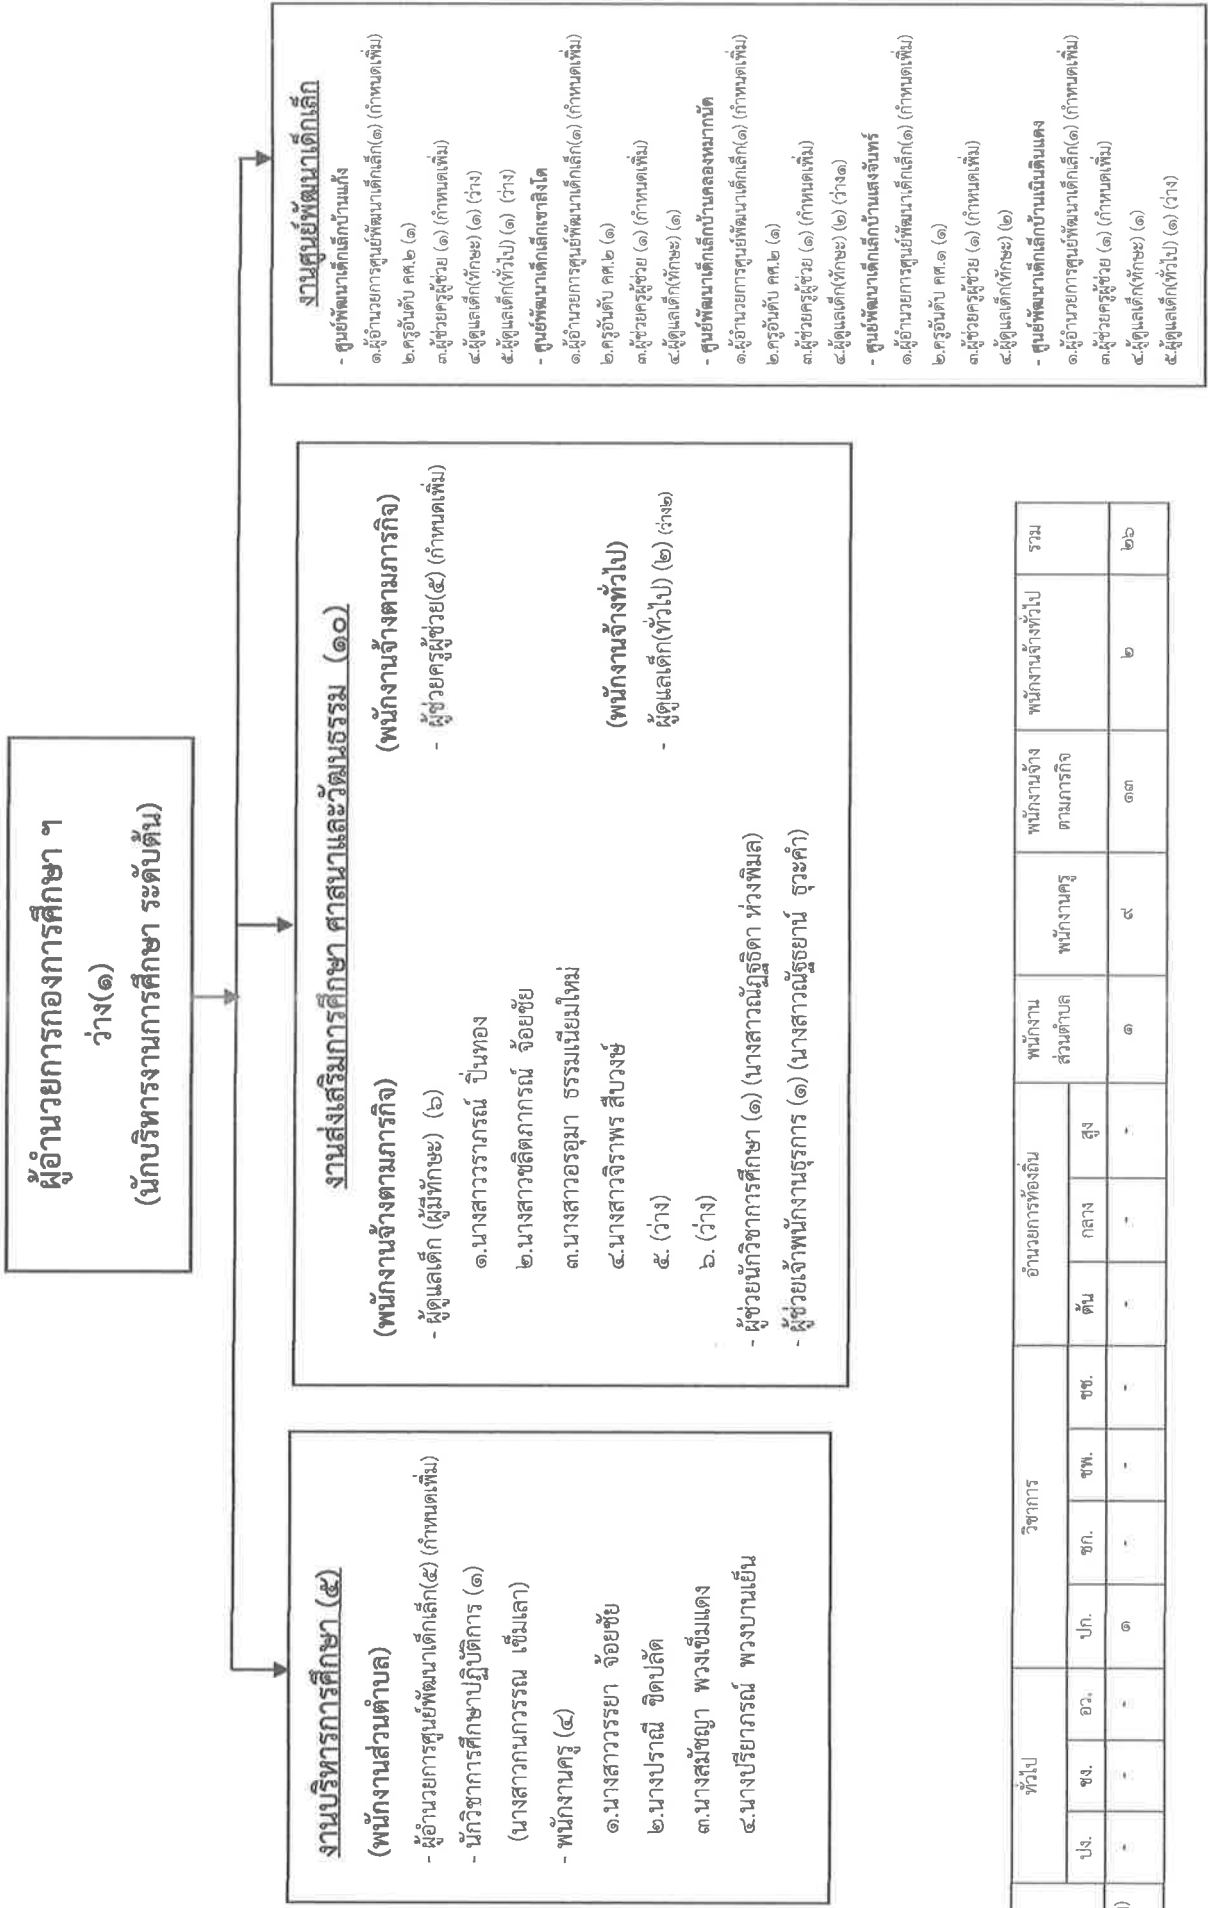 ผู้อำนวยการกองการศึกษา ฯ
ว่าง(๑)
(นักบริหารงานการศึกษา ระดับต้น)
งานบริหารการศึกษา (๕)
(พนักงานส่วนตำบล)
- ผู้อำนวยการศูนย์พัฒนาเด็กเล็ก(๕) (กำหนดเพิ่ม)
- นักวิชาการศึกษาปฏิบัติการ (๑)
(นางสาวกนกวรรณ เข็มเลา)
- พนักงานครู (๔)
๑.นางสาววรรยา จ้อยชัย
๒.นางปราณี ขิดปลัด
๓.นางสมัชญา พวงเข็มแดง
๔.นางปรียาภรณ์ พวงบานเย็น
งานส่งเสริมการศึกษา ศาสนาและวัฒนธรรม (๑๐)
(พนักงานจ้างตามภารกิจ)
- ผู้ดูแลเด็ก (ผู้มีทักษะ) (๖)
๑.นางสาววราภรณ์ ปิ่นทอง
๒.นางสาวชลิตภากรณ์ จ้อยชัย
๓.นางสาวอรอุมา ธรรมเนียมใหม่
๔.นางสาวจิราพร สืบวงษ์
๕. (ว่าง)
๖. (ว่าง)
- ผู้ช่วยนักวิชาการศึกษา (๑) (นางสาวณัฏฐธิดา ห่วงพิมล)
- ผู้ช่วยเจ้าพนักงานธุรการ (๑) (นางสาวณัฐธยาน์ ธุวะคำ)
(พนักงานจ้างตามภารกิจ)
- ผู้ช่วยครูผู้ช่วย(๕) (กำหนดเพิ่ม)
(พนักงานจ้างทั่วไป)
- ผู้ดูแลเด็ก(ทั่วไป) (๒) (ว่าง๒)
งานศูนย์พัฒนาเด็กเล็ก
- ศูนย์พัฒนาเด็กเล็กบ้านแก้ง
๑.ผู้อำนวยการศูนย์พัฒนาเด็กเล็ก(๑) (กำหนดเพิ่ม)
๒.ครูอันดับ คศ.๒ (๑)
๓.ผู้ช่วยครูผู้ช่วย (๑) (กำหนดเพิ่ม)
๔.ผู้ดูแลเด็ก(ทักษะ) (๑) (ว่าง)
๕.ผู้ดูแลเด็ก(ทั่วไป) (๑) (ว่าง)
- ศูนย์พัฒนาเด็กเล็กเขาสิงโต
๑.ผู้อำนวยการศูนย์พัฒนาเด็กเล็ก(๑) (กำหนดเพิ่ม)
๒.ครูอันดับ คศ.๒ (๑)
๓.ผู้ช่วยครูผู้ช่วย (๑) (กำหนดเพิ่ม)
๔.ผู้ดูแลเด็ก(ทักษะ) (๑)
- ศูนย์พัฒนาเด็กเล็กบ้านคลองหมากนัด
๑.ผู้อำนวยการศูนย์พัฒนาเด็กเล็ก(๑) (กำหนดเพิ่ม)
๒.ครูอันดับ คศ.๒ (๑)
๓.ผู้ช่วยครูผู้ช่วย (๑) (กำหนดเพิ่ม)
๔.ผู้ดูแลเด็ก(ทักษะ) (๒) (ว่าง๑)
- ศูนย์พัฒนาเด็กเล็กบ้านแสงจันทร์
๑.ผู้อำนวยการศูนย์พัฒนาเด็กเล็ก(๑) (กำหนดเพิ่ม)
๒.ครูอันดับ คศ.๑ (๑)
๓.ผู้ช่วยครูผู้ช่วย (๑) (กำหนดเพิ่ม)
๔.ผู้ดูแลเด็ก(ทักษะ) (๒)
- ศูนย์พัฒนาเด็กเล็กบ้านเนินดินแดง
๑.ผู้อำนวยการศูนย์พัฒนาเด็กเล็ก(๑) (กำหนดเพิ่ม)
๓.ผู้ช่วยครูผู้ช่วย (๑) (กำหนดเพิ่ม)
๔.ผู้ดูแลเด็ก(ทักษะ) (๑)
๕.ผู้ดูแลเด็ก(ทั่วไป) (๑) (ว่าง)
ทั่วไป วิชาการ อำนวยการท้องถิ่น พนักงานส่วนตำบล พนักงานครู พนักงานจ้างตามภารกิจ พนักงานจ้างทั่วไป รวม
ปง. ชง. อว. ปก. ชก. ชพ. ชช. ต้น กลาง สูง
- - - ๑ - - - - - - ๑ ๙ ๑๓ ๒ ๒๖